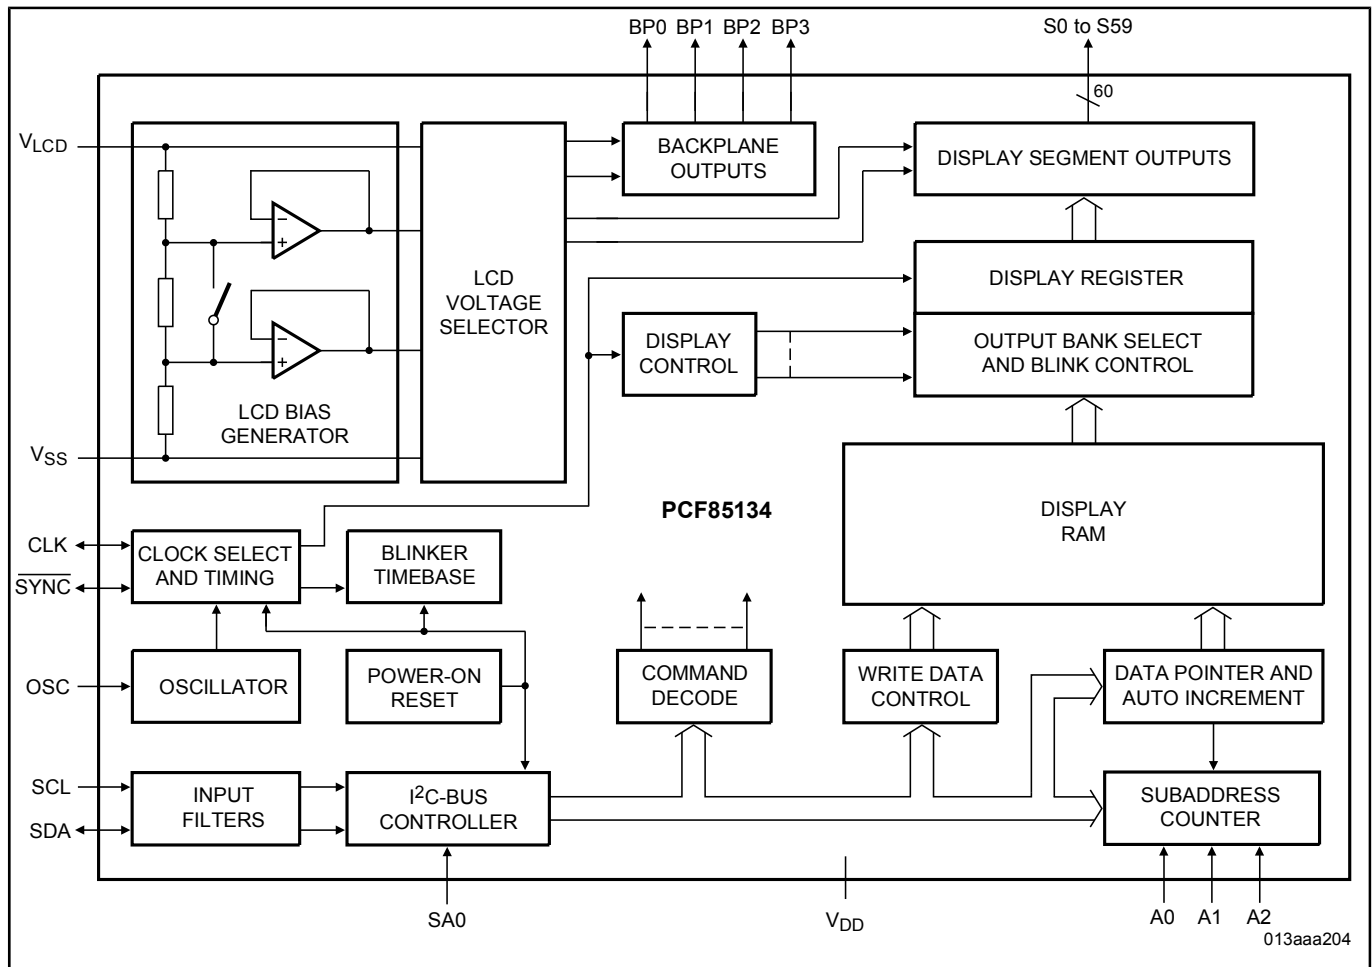 BP0 BP1 BP2 BP3
S0 to S59
60
VLCD
BACKPLANE
OUTPUTS
DISPLAY SEGMENT OUTPUTS
−
+
−
+
LCD
VOLTAGE
SELECTOR
DISPLAY REGISTER
DISPLAY
CONTROL
OUTPUT BANK SELECT
AND BLINK CONTROL
LCD BIAS
GENERATOR
VSS
PCF85134
DISPLAY
RAM
CLK
SYNC
CLOCK SELECT
AND TIMING
BLINKER
TIMEBASE
OSC
OSCILLATOR
POWER-ON
RESET
COMMAND
DECODE
WRITE DATA
CONTROL
DATA POINTER AND
AUTO INCREMENT
SCL
SDA
INPUT
FILTERS
I2C-BUS
CONTROLLER
SUBADDRESS
COUNTER
SA0
VDD
A0 A1 A2
013aaa204